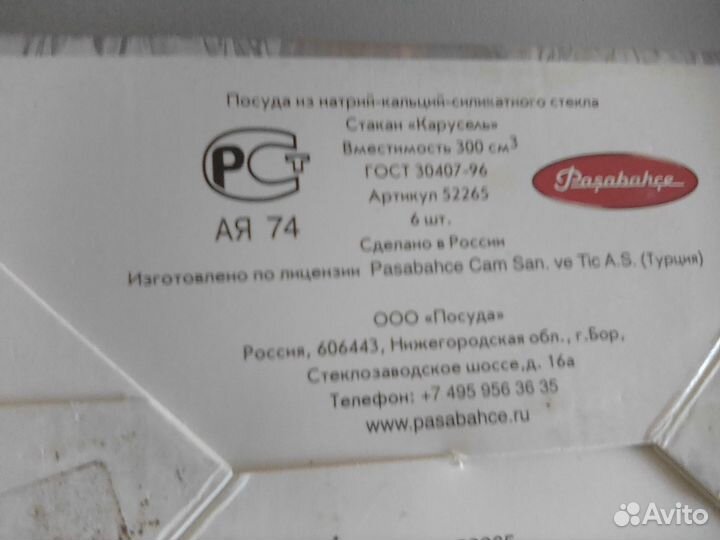 Посуда из натрий-кальций-силикатного стекла
Стакан «Карусель»
Вместимость 300 см³
ГОСТ 30407-96
Артикул 52265
6 шт.
Сделано в России
РСТ
АЯ 74
Paşabahçe
Изготовлено по лицензии Pasabahce Cam San. ve Tic A.S. (Турция)
ООО «Посуда»
Россия, 606443, Нижегородская обл., г.Бор,
Стеклозаводское шоссе,д. 16а
Телефон: +7 495 956 36 35
www.pasabahce.ru
Avito